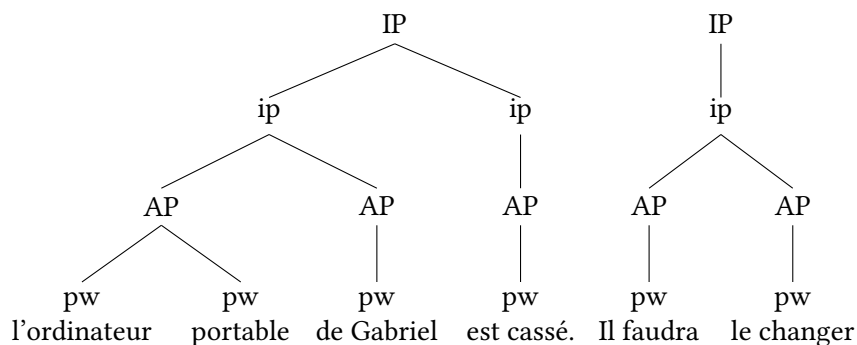 IP IP
ip ip ip
AP AP AP AP AP
pw pw pw pw pw pw
l'ordinateur portable de Gabriel est cassé. Il faudra le changer